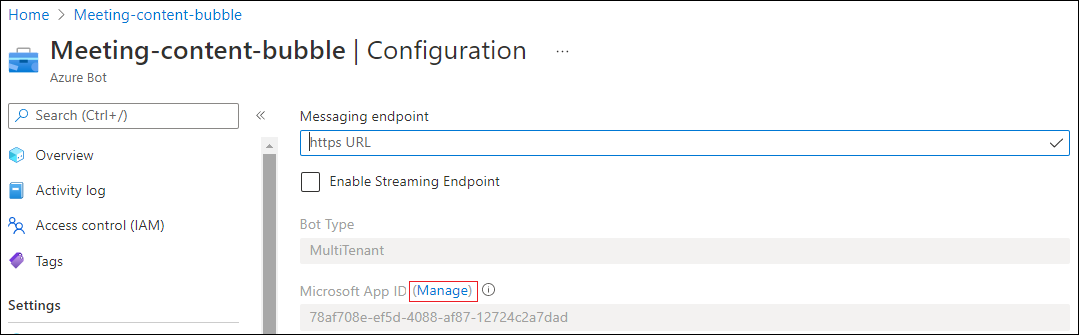 Home > Meeting-content-bubble
Meeting-content-bubble | Configuration ...
Azure Bot
Search (Ctrl+/)
«
Overview
Activity log
Access control (IAM)
Tags
Settings
Messaging endpoint
https URL
Enable Streaming Endpoint
Bot Type
MultiTenant
Microsoft App ID (Manage)
78af708e-ef5d-4088-af87-12724c2a7dad